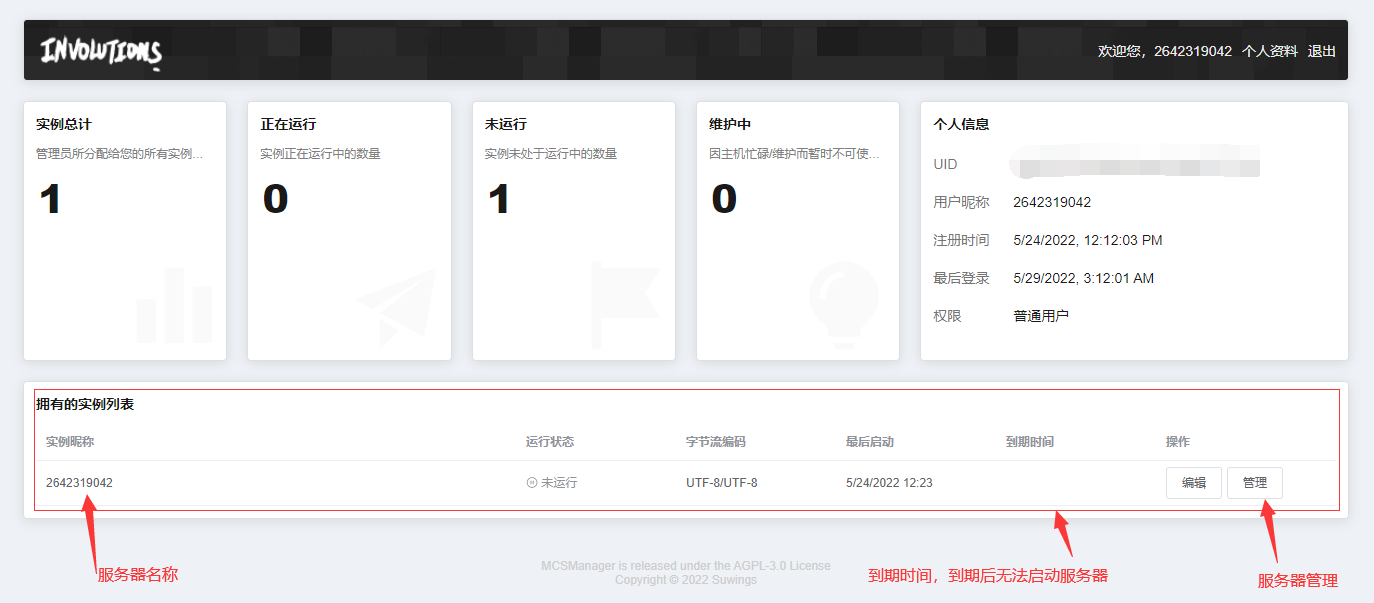 INVOLUTIONS
欢迎您，2642319042 个人资料 退出
实例总计
管理员所分配给您的所有实例...
1
正在运行
实例正在运行中的数量
0
未运行
实例未处于运行中的数量
1
维护中
因主机忙碌/维护而暂时不可使...
0
个人信息
UID
用户昵称 2642319042
注册时间 5/24/2022, 12:12:03 PM
最后登录 5/29/2022, 3:12:01 AM
权限 普通用户
拥有的实例列表
实例昵称 运行状态 字节流编码 最后启动 到期时间 操作
2642319042 未运行 UTF-8/UTF-8 5/24/2022 12:23 编辑 管理
服务器名称
到期时间，到期后无法启动服务器
服务器管理
MCSManager is released under the AGPL-3.0 License
Copyright © 2022 Suwings